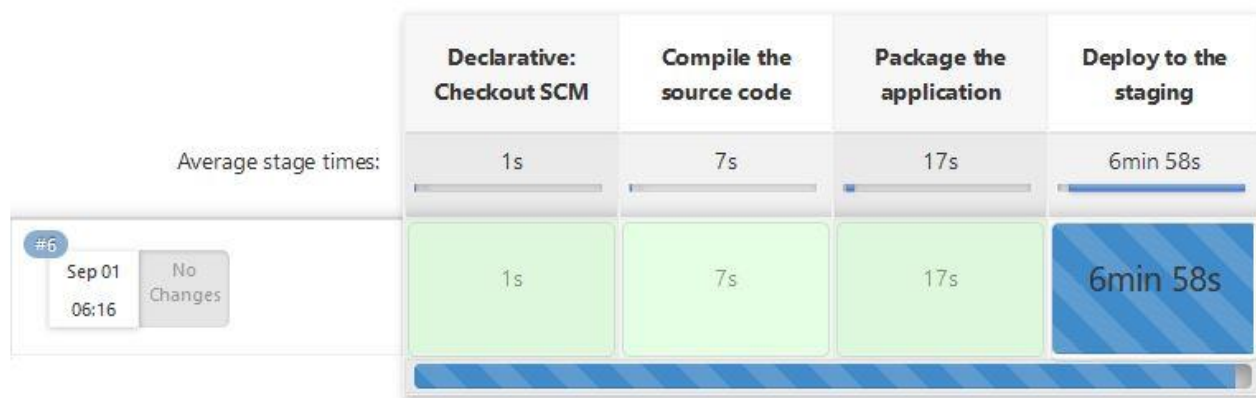 Declarative: Checkout SCM
Compile the source code
Package the application
Deploy to the staging
Average stage times:
1s
7s
17s
6min 58s
#6
Sep 01
06:16
No Changes
1s
7s
17s
6min 58s